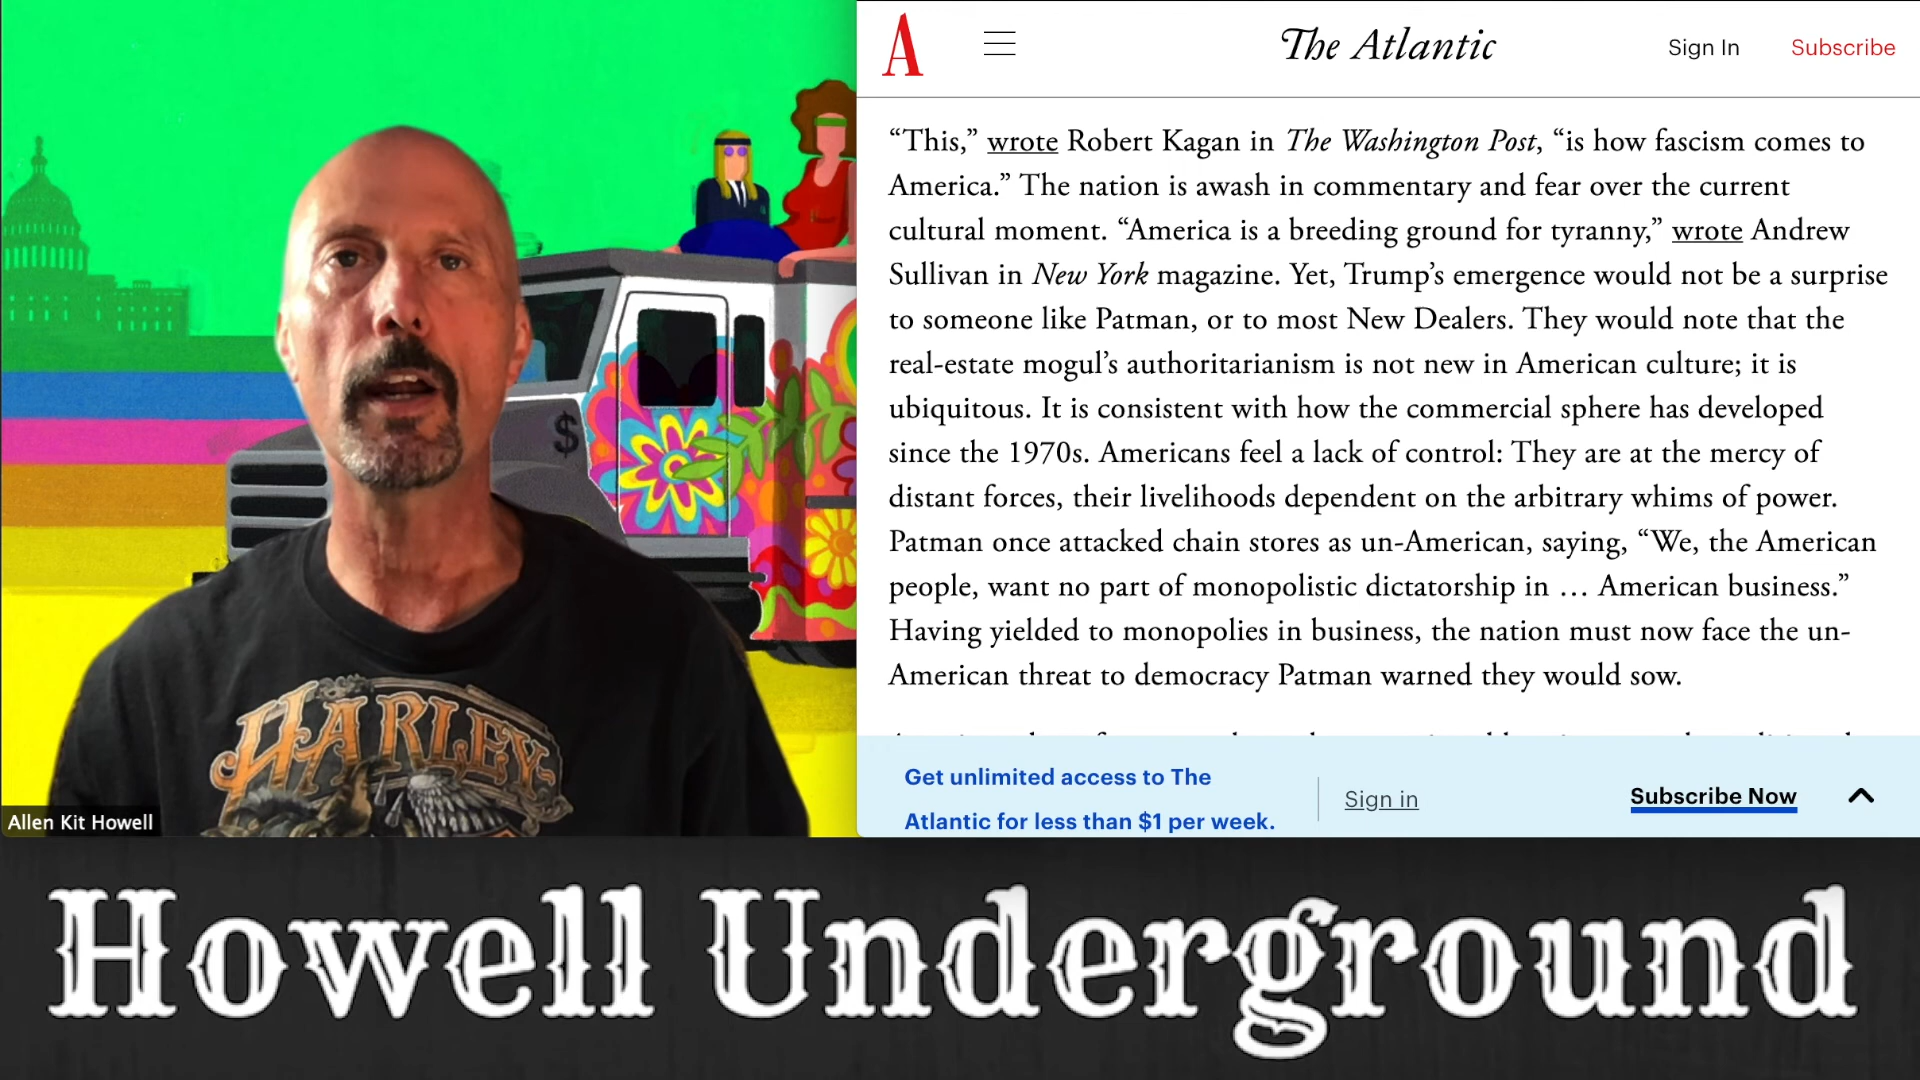 A
The Atlantic
Sign In
Subscribe
“This,” wrote Robert Kagan in The Washington Post, “is how fascism comes to
America.” The nation is awash in commentary and fear over the current
cultural moment. “America is a breeding ground for tyranny,” wrote Andrew
Sullivan in New York magazine. Yet, Trump’s emergence would not be a surprise
to someone like Patman, or to most New Dealers. They would note that the
real-estate mogul’s authoritarianism is not new in American culture; it is
ubiquitous. It is consistent with how the commercial sphere has developed
since the 1970s. Americans feel a lack of control: They are at the mercy of
distant forces, their livelihoods dependent on the arbitrary whims of power.
Patman once attacked chain stores as un-American, saying, “We, the American
people, want no part of monopolistic dictatorship in … American business.”
Having yielded to monopolies in business, the nation must now face the un-
American threat to democracy Patman warned they would sow.
Get unlimited access to The
Atlantic for less than $1 per week.
Sign in
Subscribe Now
$
HARLEY
Allen Kit Howell
Howell Underground